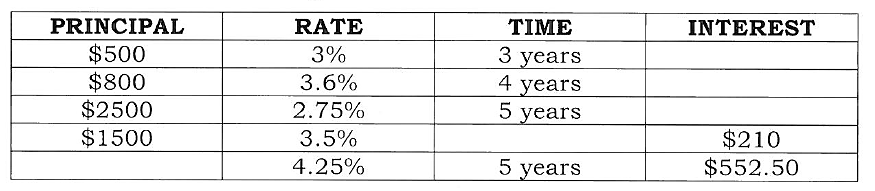 PRINCIPAL RATE TIME INTEREST
$500 3% 3 years
$800 3.6% 4 years
$2500 2.75% 5 years
$1500 3.5% $210
4.25% 5 years $552.50